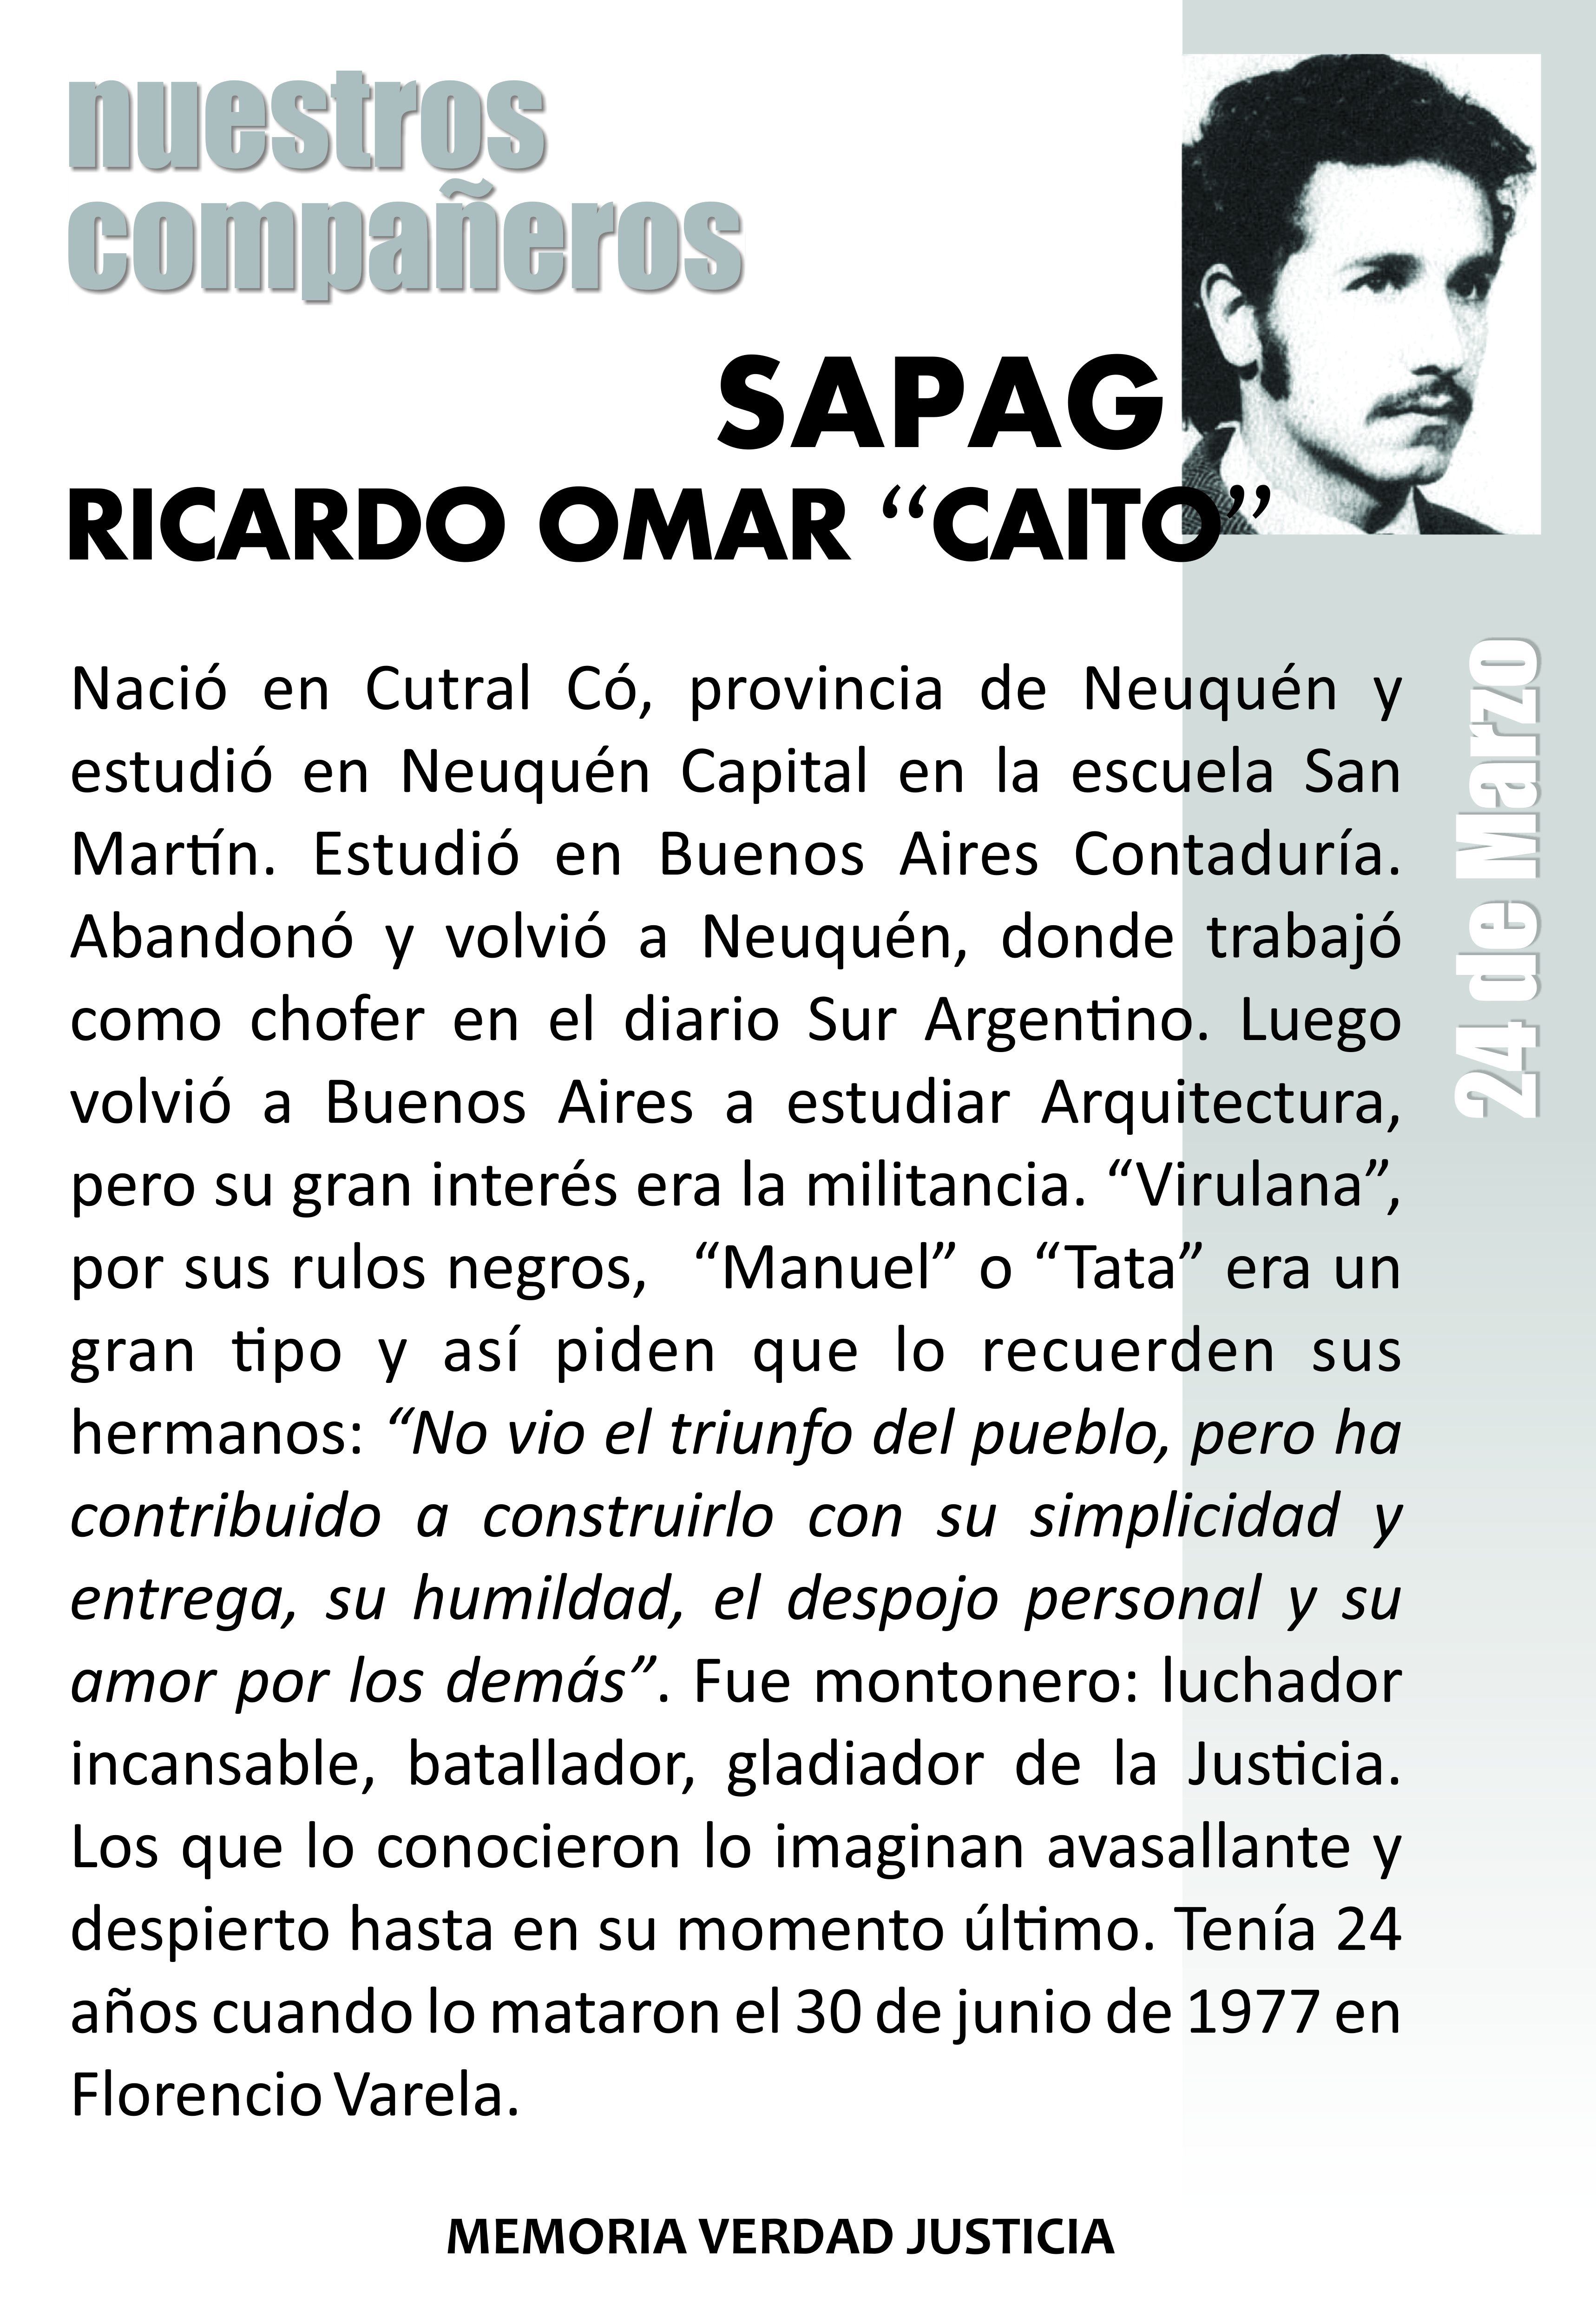 nuestros
compañeros
SAPAG
RICARDO OMAR “CAITO”
Nació en Cutral Có, provincia de Neuquén y
estudió en Neuquén Capital en la escuela San
Martín. Estudió en Buenos Aires Contaduría.
Abandonó y volvió a Neuquén, donde trabajó
como chofer en el diario Sur Argentino. Luego
volvió a Buenos Aires a estudiar Arquitectura,
pero su gran interés era la militancia. “Virulana”,
por sus rulos negros, “Manuel” o “Tata” era un
gran tipo y así piden que lo recuerden sus
hermanos: “No vio el triunfo del pueblo, pero ha
contribuido a construirlo con su simplicidad y
entrega, su humildad, el despojo personal y su
amor por los demás”. Fue montonero: luchador
incansable, batallador, gladiador de la Justicia.
Los que lo conocieron lo imaginan avasallante y
despierto hasta en su momento último. Tenía 24
años cuando lo mataron el 30 de junio de 1977 en
Florencio Varela.
24 de Marzo
MEMORIA VERDAD JUSTICIA